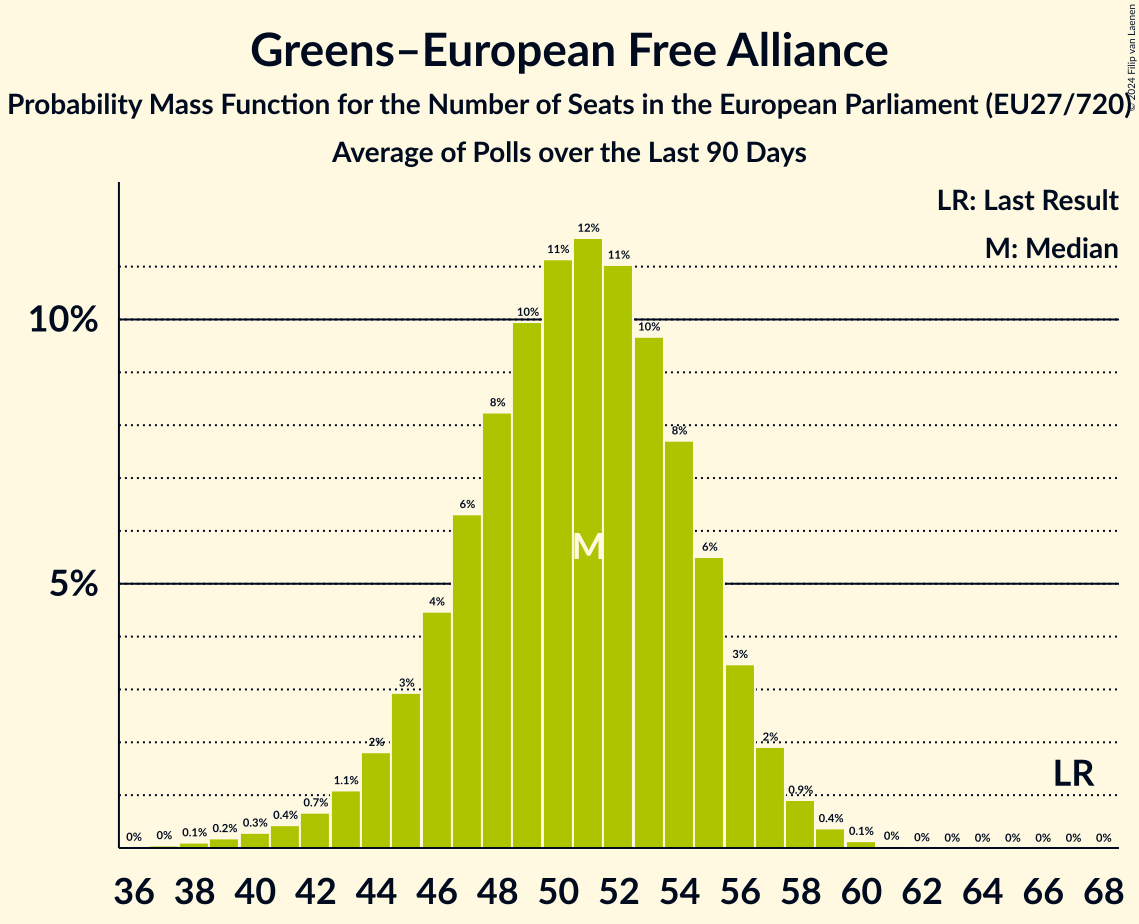 Greens–European Free Alliance
Probability Mass Function for the Number of Seats in the European Parliament (EU27/720)
Average of Polls over the Last 90 Days
© 2024 Filip van Laenen
LR: Last Result
M: Median
10%
5%
0% 0% 0.1% 0.2% 0.3% 0.4% 0.7% 1.1% 2% 3% 4% 6% 8% 10% 11% 12% 11% 10% 8% 6% 3% 2% 0.9% 0.4% 0.1% 0% 0% 0% 0% 0% 0% 0% 0%
M
LR
36 38 40 42 44 46 48 50 52 54 56 58 60 62 64 66 68